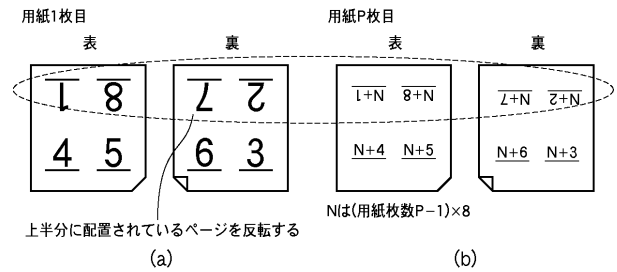 用紙1枚目
用紙P枚目
表 裏
表 裏
1 8
7 2
N+1 N+8
N+7 N+2
4 5
6 3
N+4 N+5
N+6 N+3
Nは(用紙枚数P-1)×8
上半分に配置されているページを反転する
(a)
(b)